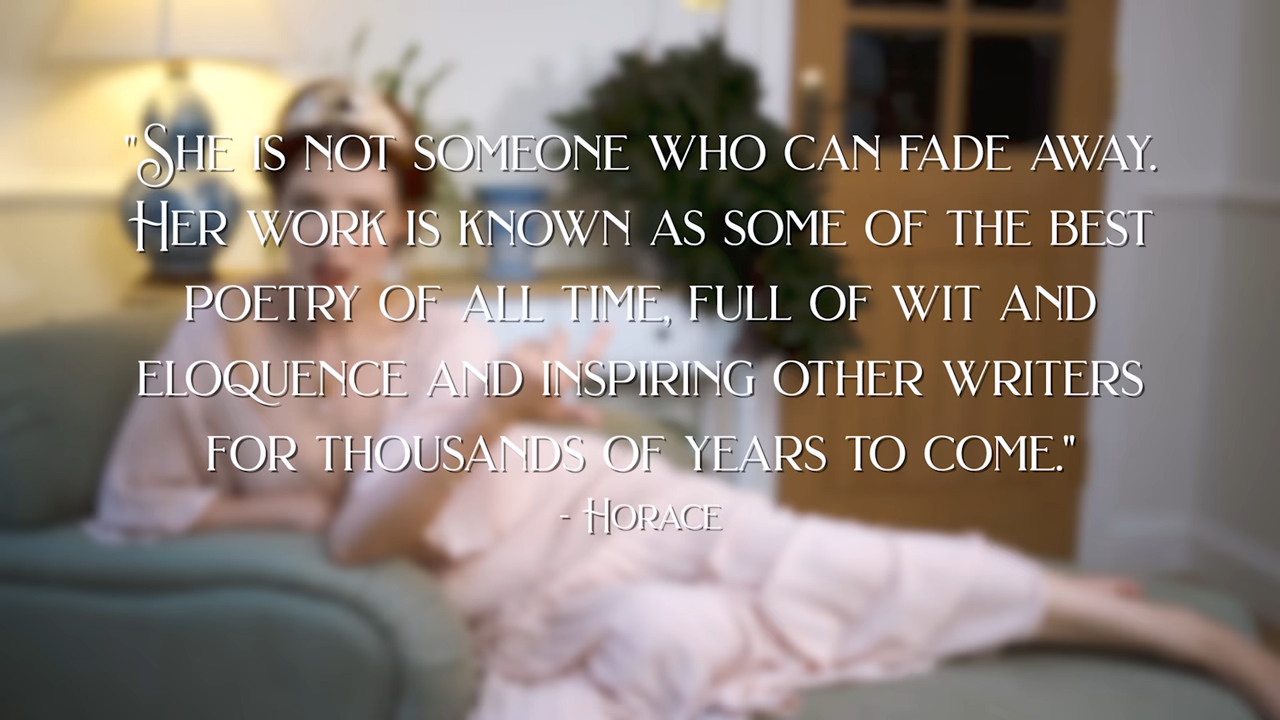 "She is not someone who can fade away.
Her work is known as some of the best
poetry of all time, full of wit and
eloquence and inspiring other writers
for thousands of years to come."
- Horace